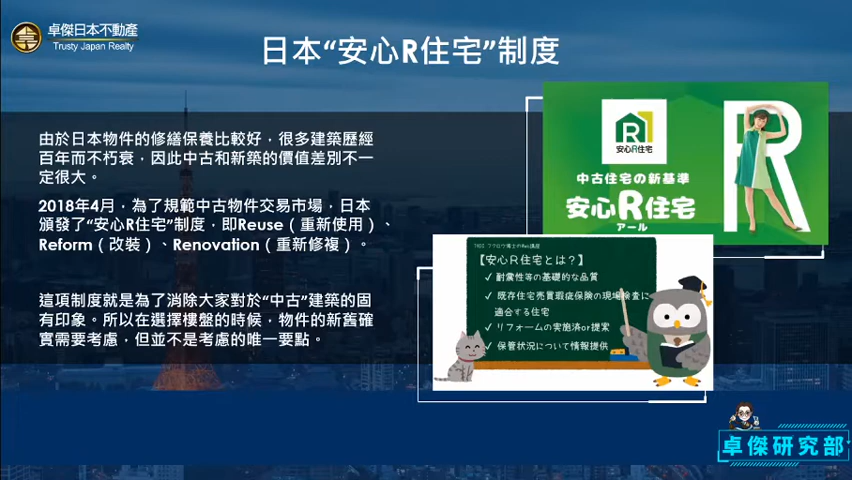 卓傑日本不動產
Trusty Japan Realty
日本“安心R住宅”制度
由於日本物件的修繕保養比較好，很多建築歷經
百年而不朽衰，因此中古和新築的價值差別不一
定很大。
2018年4月，為了規範中古物件交易市場，日本
頒發了“安心R住宅”制度，即Reuse（重新使用）、
Reform（改裝）、Renovation（重新修複）。
這項制度就是為了消除大家對於“中古”建築的固
有印象。所以在選擇樓盤的時候，物件的新舊確
實需要考慮，但並不是考慮的唯一要點。
R
安心R住宅
中古住宅の新基準
安心R住宅
アール
R
【安心R住宅とは？】
✓ 耐震性等の基礎的な品質
✓ 既存住宅売買瑕疵保険の現場検査に
適合する住宅
✓ リフォームの実施済or提案
✓ 保管状況について情報提供
卓傑研究部